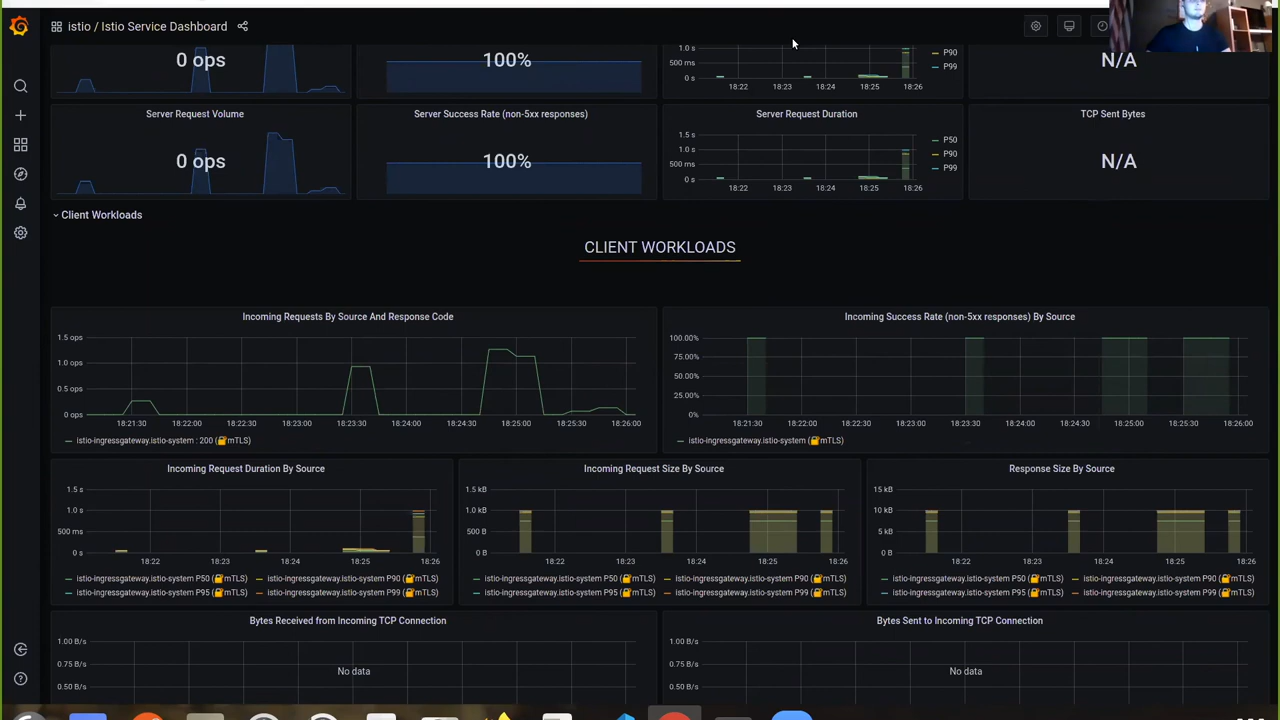 istio / Istio Service Dashboard
0 ops
100%
1.0 s
500 ms
0 s
18:22 18:23 18:24 18:25 18:26
P90
P99
N/A
Server Request Volume
0 ops
Server Success Rate (non-5xx responses)
100%
Server Request Duration
1.5 s
1.0 s
500 ms
0 s
18:22 18:23 18:24 18:25 18:26
P50
P90
P99
TCP Sent Bytes
N/A
Client Workloads
CLIENT WORKLOADS
Incoming Requests By Source And Response Code
1.5 ops
1.0 ops
0.5 ops
0 ops
18:21:30 18:22:00 18:22:30 18:23:00 18:23:30 18:24:00 18:24:30 18:25:00 18:25:30 18:26:00
istio-ingressgateway.istio-system : 200 (🔐mTLS)
Incoming Success Rate (non-5xx responses) By Source
100.00%
75.00%
50.00%
25.00%
0%
18:21:30 18:22:00 18:22:30 18:23:00 18:23:30 18:24:00 18:24:30 18:25:00 18:25:30 18:26:00
istio-ingressgateway.istio-system (🔐mTLS)
Incoming Request Duration By Source
1.5 s
1.0 s
500 ms
0 s
18:22 18:23 18:24 18:25 18:26
istio-ingressgateway.istio-system P50 (🔐mTLS) istio-ingressgateway.istio-system P90 (🔐mTLS)
istio-ingressgateway.istio-system P95 (🔐mTLS) istio-ingressgateway.istio-system P99 (🔐mTLS)
Incoming Request Size By Source
1.5 kB
1.0 kB
500 B
0 B
18:22 18:23 18:24 18:25 18:26
istio-ingressgateway.istio-system P50 (🔐mTLS) istio-ingressgateway.istio-system P90 (🔐mTLS)
istio-ingressgateway.istio-system P95 (🔐mTLS) istio-ingressgateway.istio-system P99 (🔐mTLS)
Response Size By Source
15 kB
10 kB
5 kB
0 B
18:22 18:23 18:24 18:25 18:26
istio-ingressgateway.istio-system P50 (🔐mTLS) istio-ingressgateway.istio-system P90 (🔐mTLS)
istio-ingressgateway.istio-system P95 (🔐mTLS) istio-ingressgateway.istio-system P99 (🔐mTLS)
Bytes Received from Incoming TCP Connection
1.00 B/s
0.75 B/s
0.50 B/s
No data
Bytes Sent to Incoming TCP Connection
1.00 B/s
0.75 B/s
0.50 B/s
No data